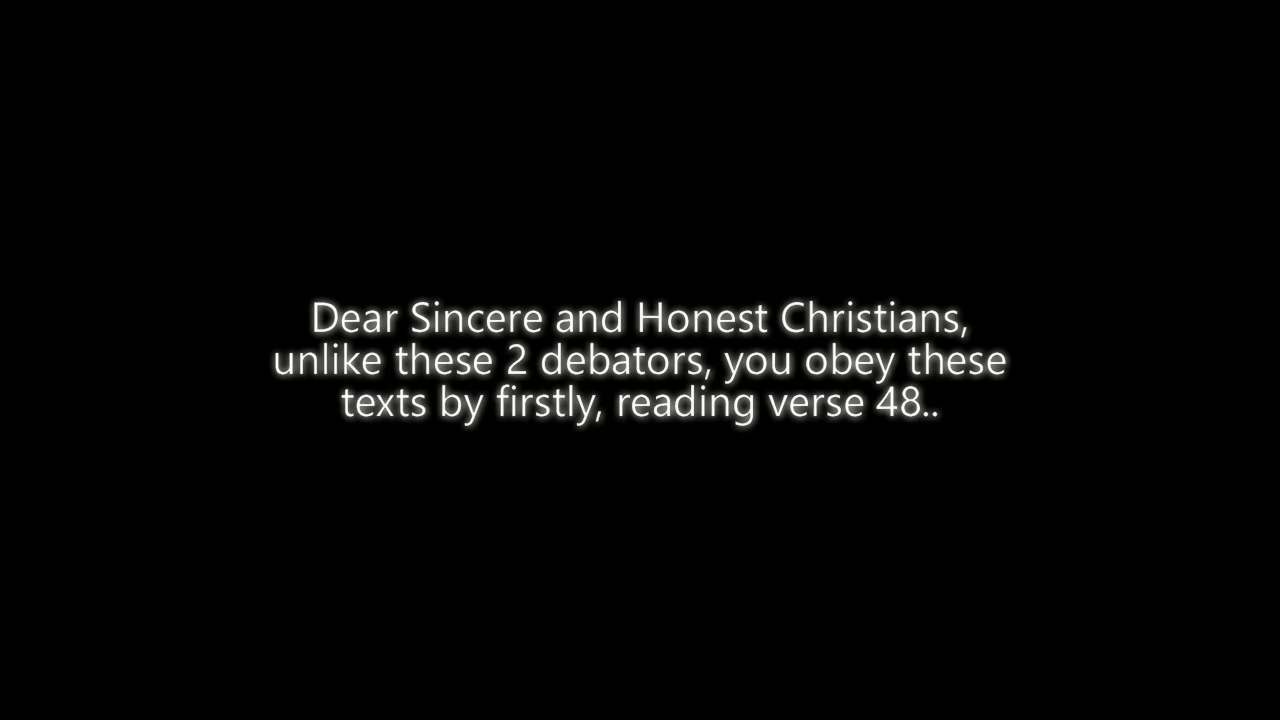 Dear Sincere and Honest Christians,
unlike these 2 debators, you obey these
texts by firstly, reading verse 48..